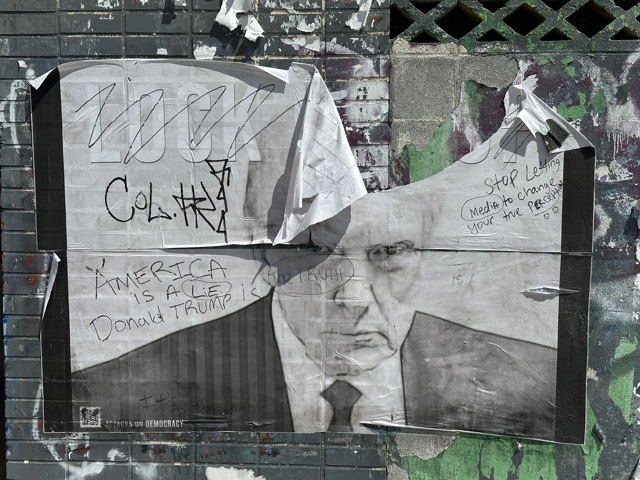 LOCK
COL.
Stop Letting
Media to change
your true Perception
AMERICA
IS A LIE.
Donald TRUMP is the TRUTH
ATTACKS ON DEMOCRACY